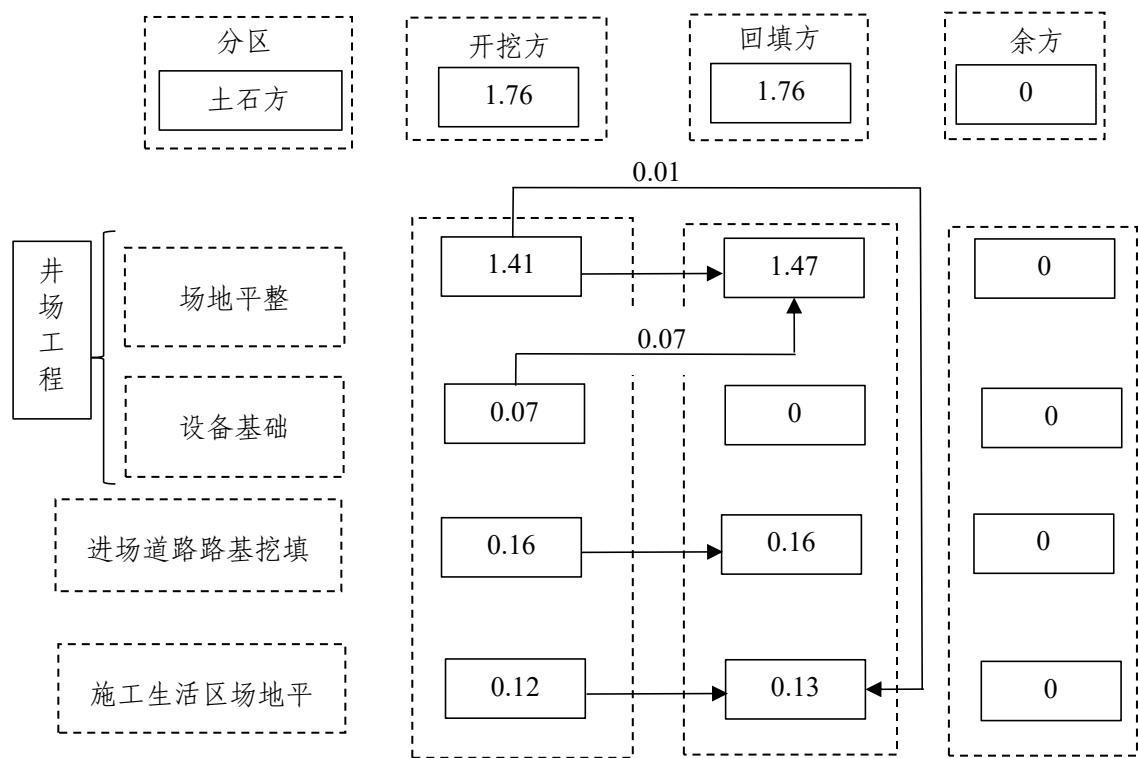 分区
开挖方
回填方
余方
土石方
1.76
1.76
0
0.01
井场工程
场地平整
1.41
1.47
0
0.07
设备基础
0.07
0
0
进场道路路基挖填
0.16
0.16
0
施工生活区场地平
0.12
0.13
0